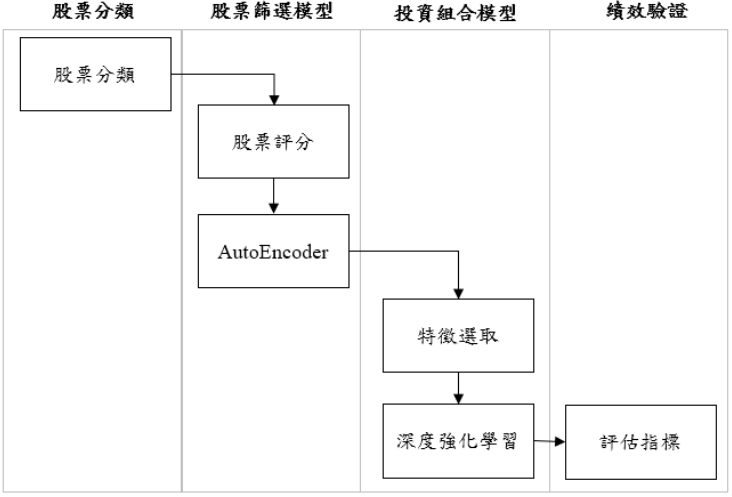 股票分類
股票篩選模型
投資組合模型
績效驗證
股票分類
股票評分
AutoEncoder
特徵選取
深度強化學習
評估指標